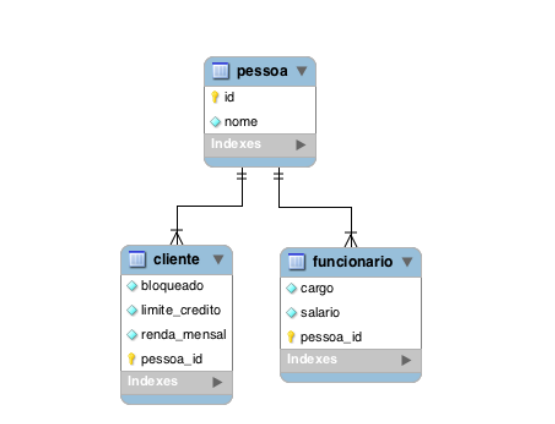 pessoa
id
nome
Indexes
cliente
bloqueado
limite_credito
renda_mensal
pessoa_id
Indexes
funcionario
cargo
salario
pessoa_id
Indexes